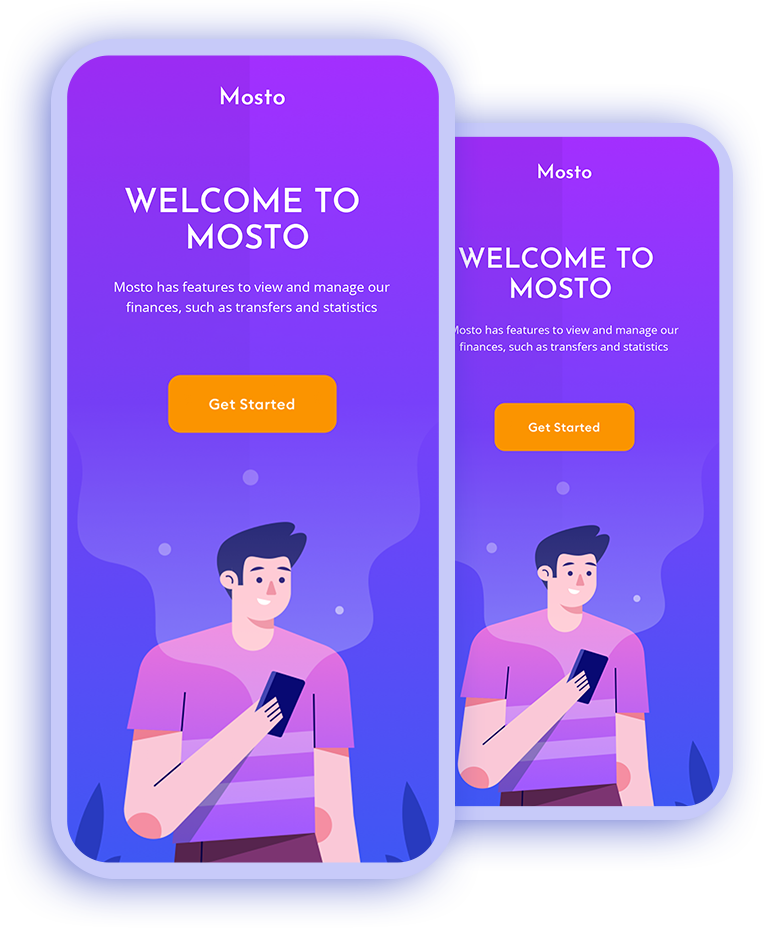 Mosto
WELCOME TO
MOSTO
Mosto has features to view and manage our
finances, such as transfers and statistics
Get Started
Mosto
WELCOME TO
MOSTO
Mosto has features to view and manage our
finances, such as transfers and statistics
Get Started